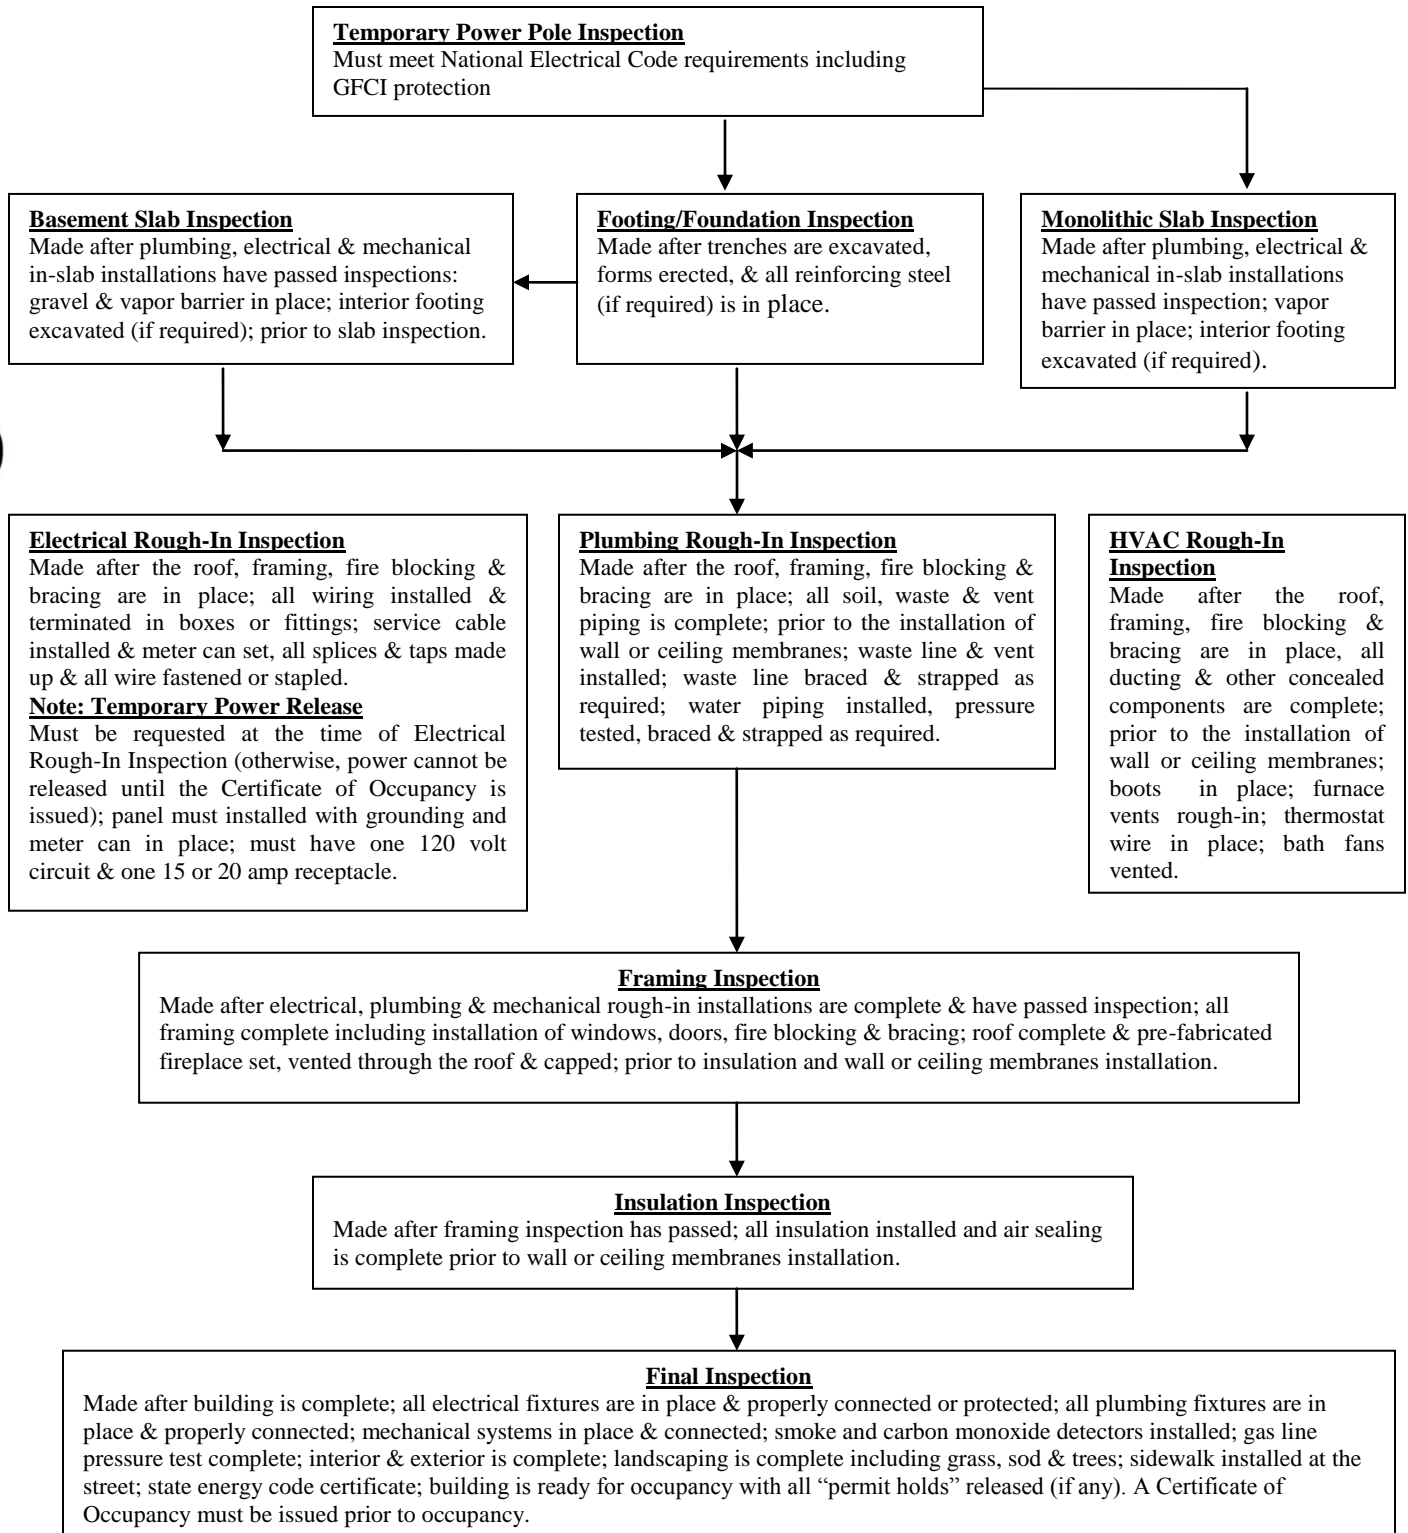 Temporary Power Pole Inspection
Must meet National Electrical Code requirements including
GFCI protection
Basement Slab Inspection
Made after plumbing, electrical & mechanical
in-slab installations have passed inspections:
gravel & vapor barrier in place; interior footing
excavated (if required); prior to slab inspection.
Footing/Foundation Inspection
Made after trenches are excavated,
forms erected, & all reinforcing steel
(if required) is in place.
Monolithic Slab Inspection
Made after plumbing, electrical &
mechanical in-slab installations
have passed inspection; vapor
barrier in place; interior footing
excavated (if required).
Electrical Rough-In Inspection
Made after the roof, framing, fire blocking &
bracing are in place; all wiring installed &
terminated in boxes or fittings; service cable
installed & meter can set, all splices & taps made
up & all wire fastened or stapled.
Note: Temporary Power Release
Must be requested at the time of Electrical
Rough-In Inspection (otherwise, power cannot be
released until the Certificate of Occupancy is
issued); panel must installed with grounding and
meter can in place; must have one 120 volt
circuit & one 15 or 20 amp receptacle.
Plumbing Rough-In Inspection
Made after the roof, framing, fire blocking &
bracing are in place; all soil, waste & vent
piping is complete; prior to the installation of
wall or ceiling membranes; waste line & vent
installed; waste line braced & strapped as
required; water piping installed, pressure
tested, braced & strapped as required.
HVAC Rough-In
Inspection
Made after the roof,
framing, fire blocking &
bracing are in place, all
ducting & other concealed
components are complete;
prior to the installation of
wall or ceiling membranes;
boots in place; furnace
vents rough-in; thermostat
wire in place; bath fans
vented.
Framing Inspection
Made after electrical, plumbing & mechanical rough-in installations are complete & have passed inspection; all
framing complete including installation of windows, doors, fire blocking & bracing; roof complete & pre-fabricated
fireplace set, vented through the roof & capped; prior to insulation and wall or ceiling membranes installation.
Insulation Inspection
Made after framing inspection has passed; all insulation installed and air sealing
is complete prior to wall or ceiling membranes installation.
Final Inspection
Made after building is complete; all electrical fixtures are in place & properly connected or protected; all plumbing fixtures are in
place & properly connected; mechanical systems in place & connected; smoke and carbon monoxide detectors installed; gas line
pressure test complete; interior & exterior is complete; landscaping is complete including grass, sod & trees; sidewalk installed at the
street; state energy code certificate; building is ready for occupancy with all “permit holds” released (if any). A Certificate of
Occupancy must be issued prior to occupancy.